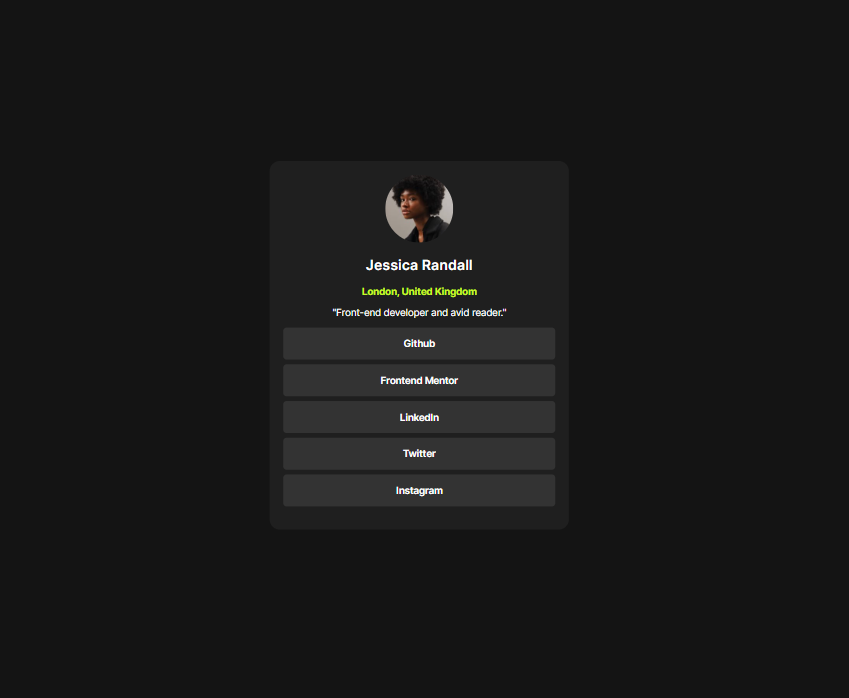 Jessica Randall
London, United Kingdom
"Front-end developer and avid reader."
Github
Frontend Mentor
LinkedIn
Twitter
Instagram